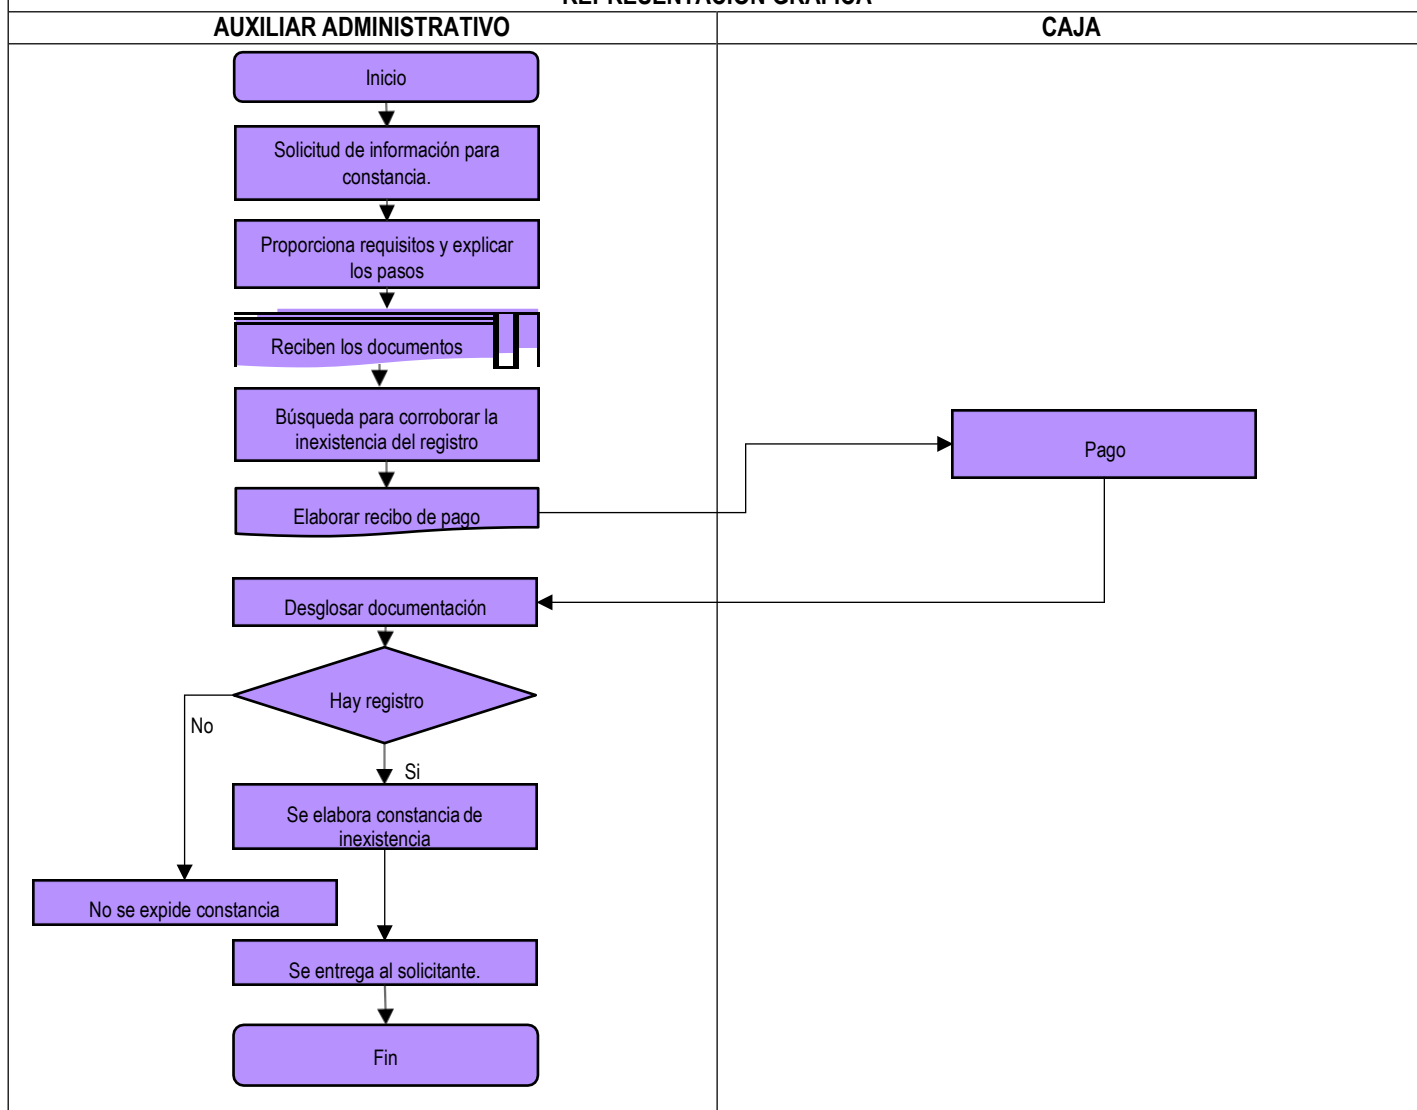 REPRESENTACIÓN GRÁFICA
AUXILIAR ADMINISTRATIVO
CAJA
Inicio
Solicitud de información para
constancia.
Proporciona requisitos y explicar
los pasos
Reciben los documentos
Búsqueda para corroborar la
inexistencia del registro
Pago
Elaborar recibo de pago
Desglosar documentación
Hay registro
No
Si
Se elabora constancia de
inexistencia
No se expide constancia
Se entrega al solicitante.
Fin